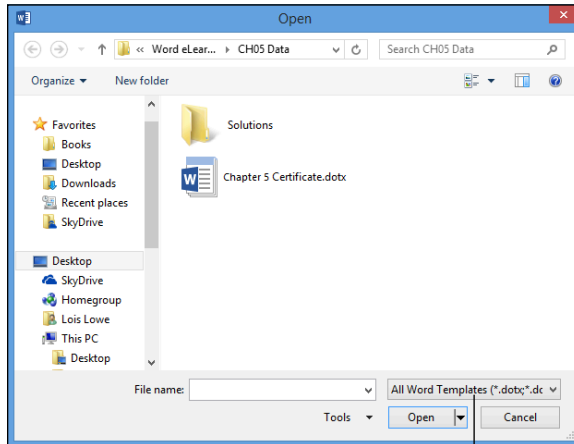 Open
« Word eLear... CH05 Data
Search CH05 Data
Organize
New folder
Favorites
Books
Desktop
Downloads
Recent places
SkyDrive
Desktop
SkyDrive
Homegroup
Lois Lowe
This PC
Desktop
Solutions
Chapter 5 Certificate.dotx
File name:
All Word Templates (*.dotx;*.dc
Tools
Open
Cancel